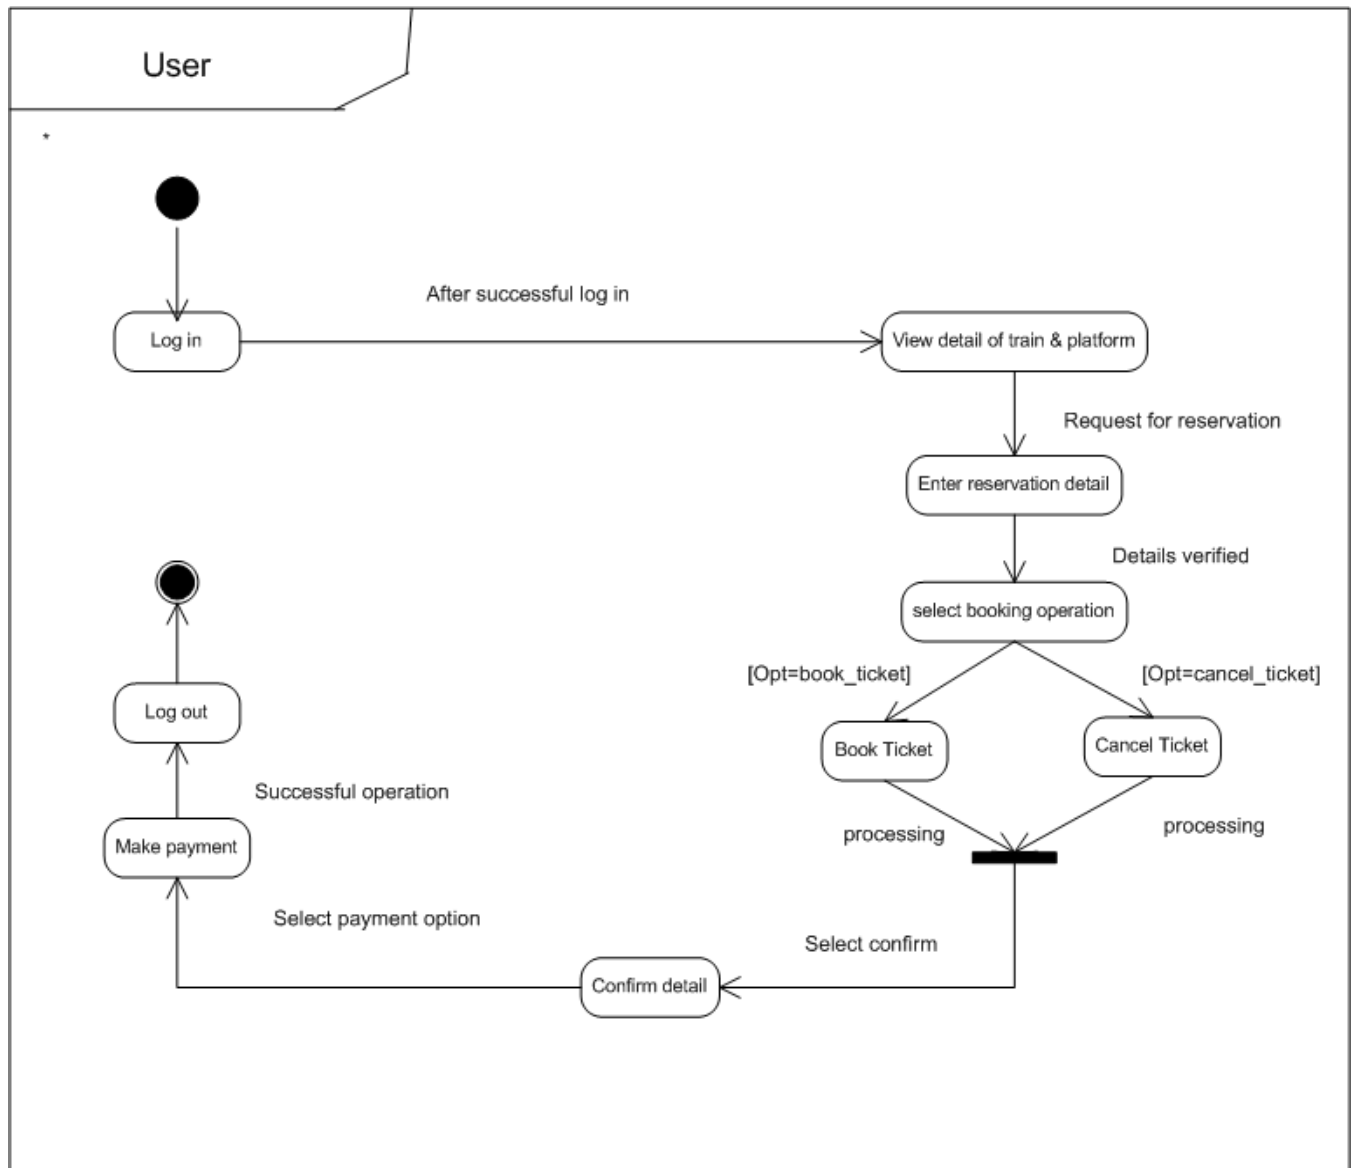 User
*
After successful log in
Log in
View detail of train & platform
Request for reservation
Enter reservation detail
Details verified
select booking operation
[Opt=book_ticket]
[Opt=cancel_ticket]
Book Ticket
Cancel Ticket
processing
processing
Select confirm
Confirm detail
Select payment option
Make payment
Successful operation
Log out